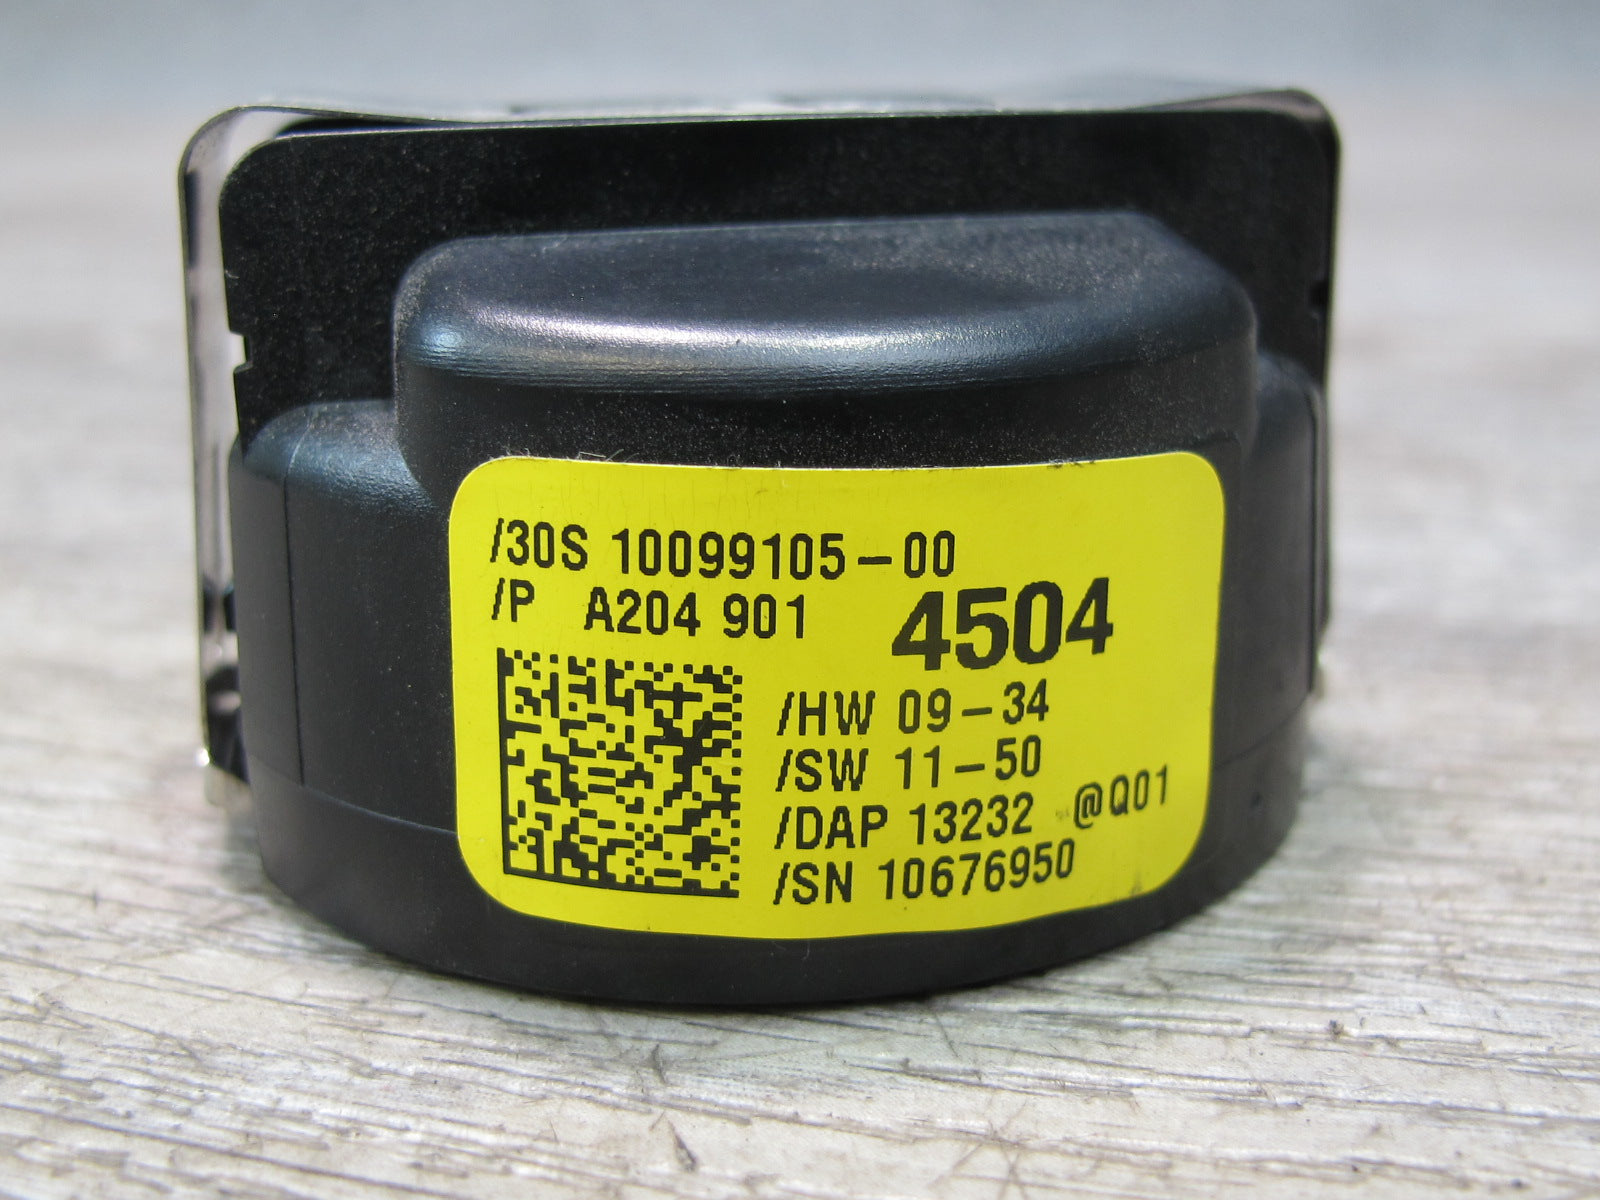 /30S 10099105-00
/P A204 901 4504
/HW 09-34
/SW 11-50
/DAP 13232 @Q01
/SN 10676950